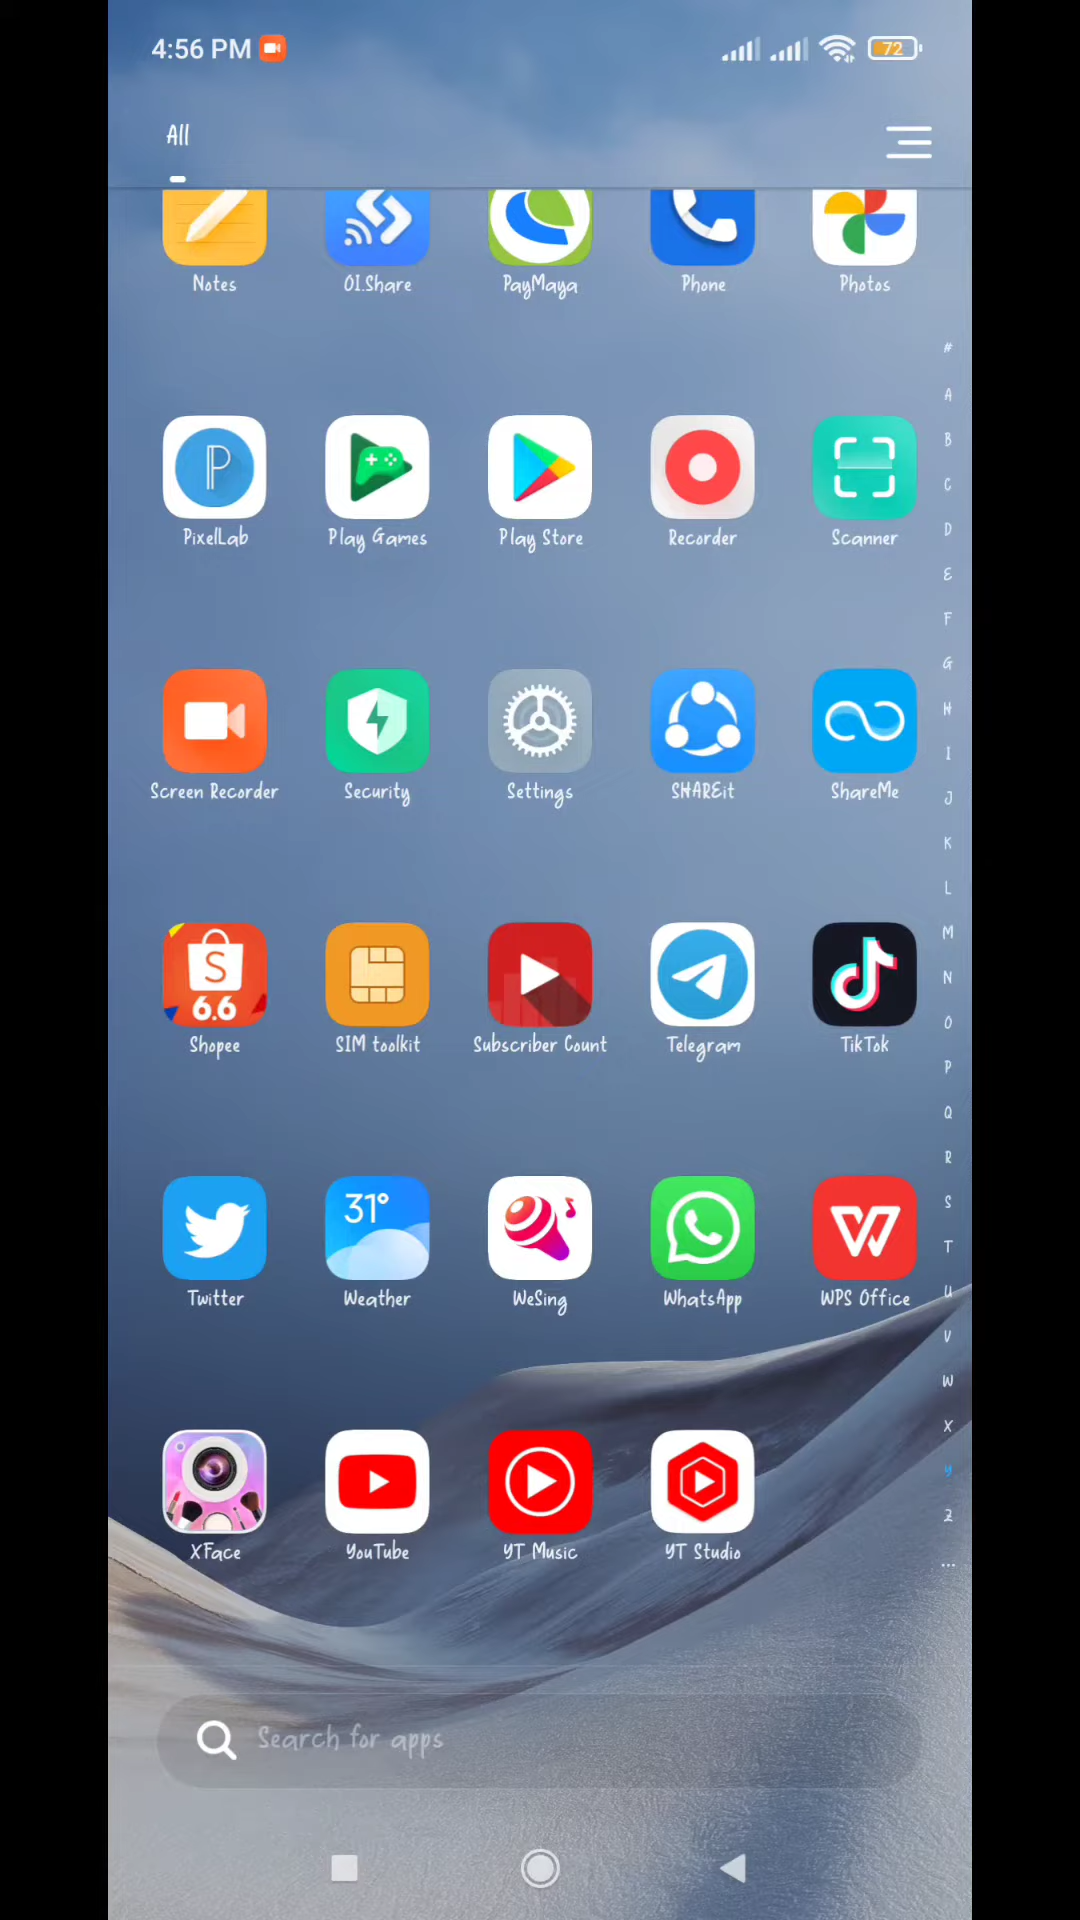 4:56 PM 72
All
Notes OI.Share PayMaya Phone Photos
#
A
B
C
D
E
F
G
H
I
J
K
L
M
N
O
P
Q
R
S
T
U
V
W
X
Y
Z
...
P
PixelLab Play Games Play Store Recorder Scanner
Screen Recorder Security Settings SHAREit ShareMe
S
6.6
Shopee SIM toolkit Subscriber Count Telegram TikTok
31°
W
Twitter Weather WeSing WhatsApp WPS Office
XFace YouTube YT Music YT Studio
Search for apps